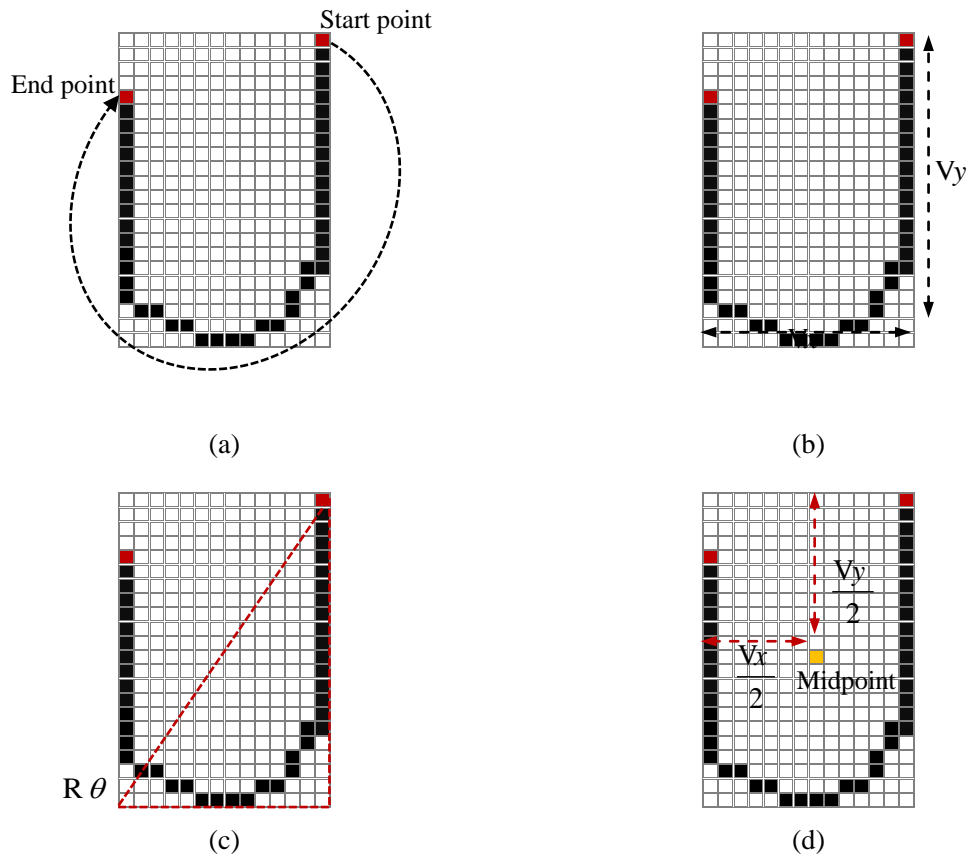 Start point
End point
Vy
(a)
(b)
Vy
2
Vx
2
Midpoint
R θ
(c)
(d)